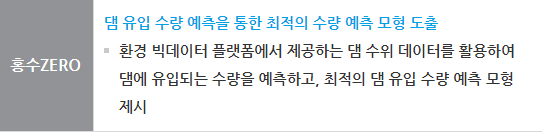 댐 유입 수량 예측을 통한 최적의 수량 예측 모형 도출
홍수ZERO
환경 빅데이터 플랫폼에서 제공하는 댐 수위 데이터를 활용하여
댐에 유입되는 수량을 예측하고, 최적의 댐 유입 수량 예측 모형
제시